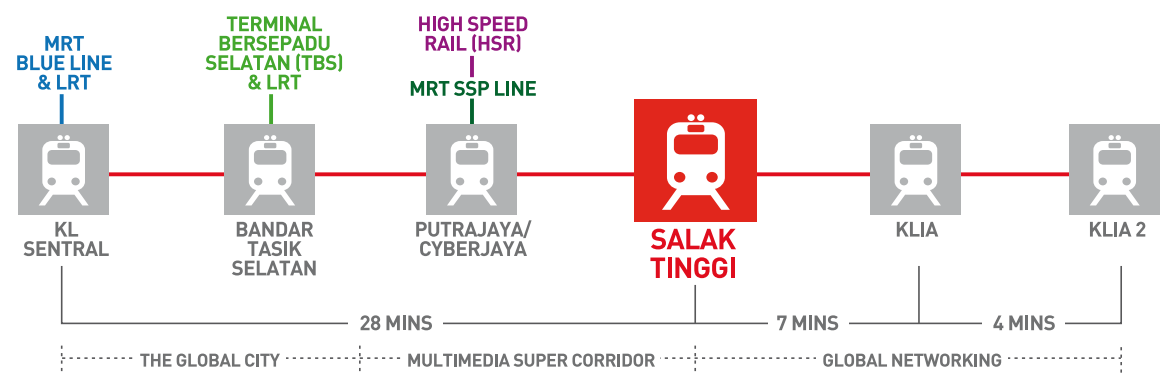 MRT
BLUE LINE
& LRT
TERMINAL
BERSEPADU
SELATAN (TBS)
& LRT
HIGH SPEED
RAIL (HSR)
MRT SSP LINE
KL
SENTRAL
BANDAR
TASIK
SELATAN
PUTRAJAYA/
CYBERJAYA
SALAK
TINGGI
KLIA
KLIA 2
28 MINS
7 MINS
4 MINS
THE GLOBAL CITY
MULTIMEDIA SUPER CORRIDOR
GLOBAL NETWORKING